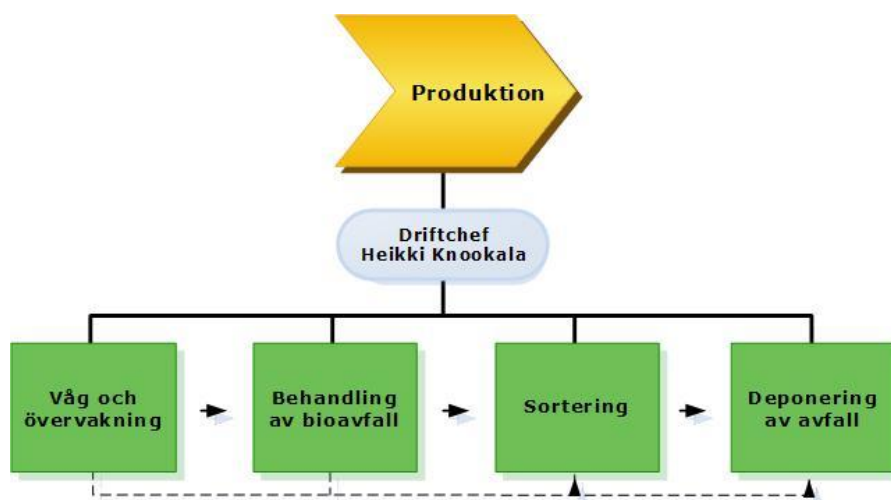 Produktion
Driftchef
Heikki Knookala
Våg och
övervakning
Behandling
av bioavfall
Sortering
Deponering
av avfall